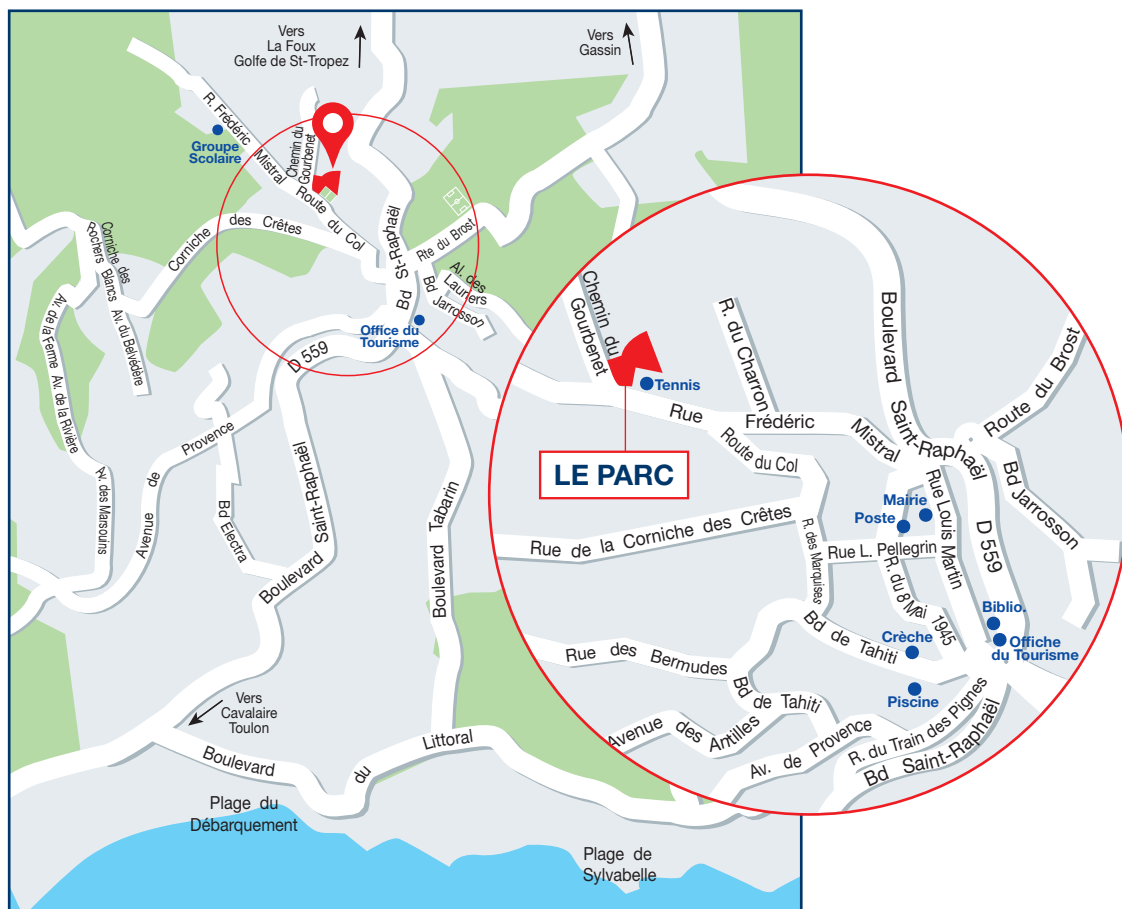 Vers
La Foux
Golfe de St-Tropez
Vers
Gassin
R. Frédéric Mistral
Groupe
Scolaire
Chemin du
Gourbenet
Route du Col
Corniche des Crêtes
Bd St-Raphaël
Rte du Brost
Al. des
Lauriers
Bd Jarrosson
Corniche des
Rochers Blancs
Av. du Belvédère
Av. de la Ferme
Av. de la Rivière
Av. des Marsouins
Office du
Tourisme
D 559
Avenue de Provence
Bd Electra
Boulevard Saint-Raphaël
Boulevard Tabarin
Vers
Cavalaire
Toulon
Boulevard du Littoral
Plage du
Débarquement
Plage de
Sylvabelle
Chemin du
Gourbenet
Tennis
LE PARC
R. du Charron
Rue Frédéric Mistral
Route du Col
Boulevard Saint-Raphaël
Route du Brost
Bd Jarrosson
Mairie
Poste
Rue Louis Martin
D 559
Rue de la Corniche des Crêtes
R. des Marquises
Rue L. Pellegrin
R. du 8 Mai 1945
Biblio.
Offiche
du Tourisme
Crèche
Bd de Tahiti
Piscine
Rue des Bermudes
Bd de Tahiti
Avenue des Antilles
Av. de Provence
R. du Train des Pignes
Bd Saint-Raphaël